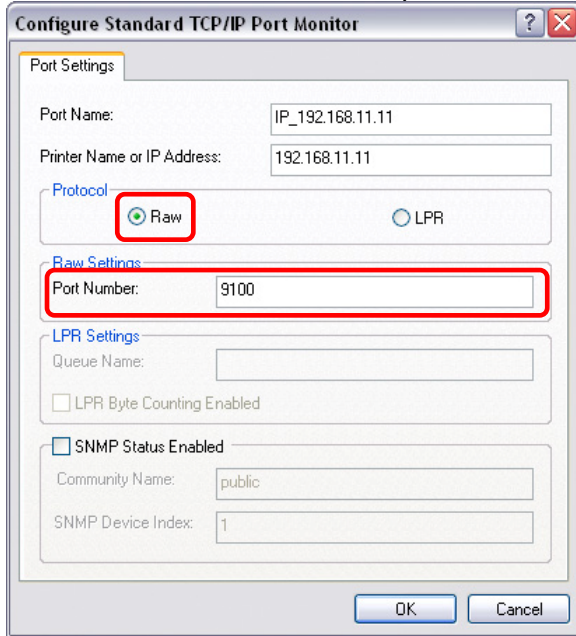 Configure Standard TCP/IP Port Monitor
Port Settings
Port Name: IP_192.168.11.11
Printer Name or IP Address: 192.168.11.11
Protocol
Raw LPR
Raw Settings
Port Number: 9100
LPR Settings
Queue Name:
LPR Byte Counting Enabled
SNMP Status Enabled
Community Name: public
SNMP Device Index: 1
OK Cancel